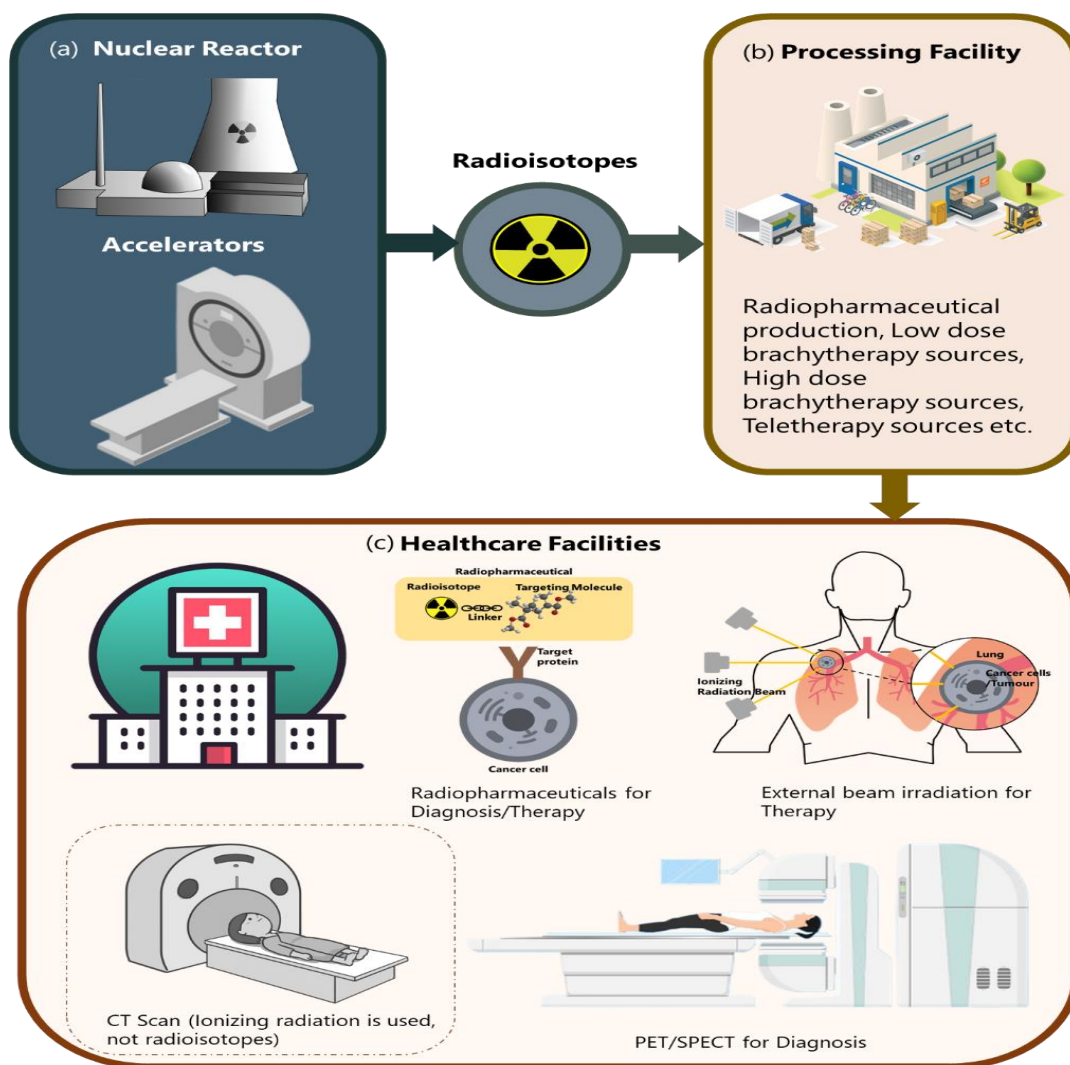 (a) Nuclear Reactor
Accelerators
Radioisotopes
(b) Processing Facility
Radiopharmaceutical
production, Low dose
brachytherapy sources,
High dose
brachytherapy sources,
Teletherapy sources etc.
(c) Healthcare Facilities
Radiopharmaceutical
Radioisotope
Targeting Molecule
Linker
Target
protein
Cancer cell
Radiopharmaceuticals for
Diagnosis/Therapy
Ionizing
Radiation Beam
Lung
Cancer cells
/Tumour
External beam irradiation for
Therapy
CT Scan (Ionizing radiation is used,
not radioisotopes)
PET/SPECT for Diagnosis